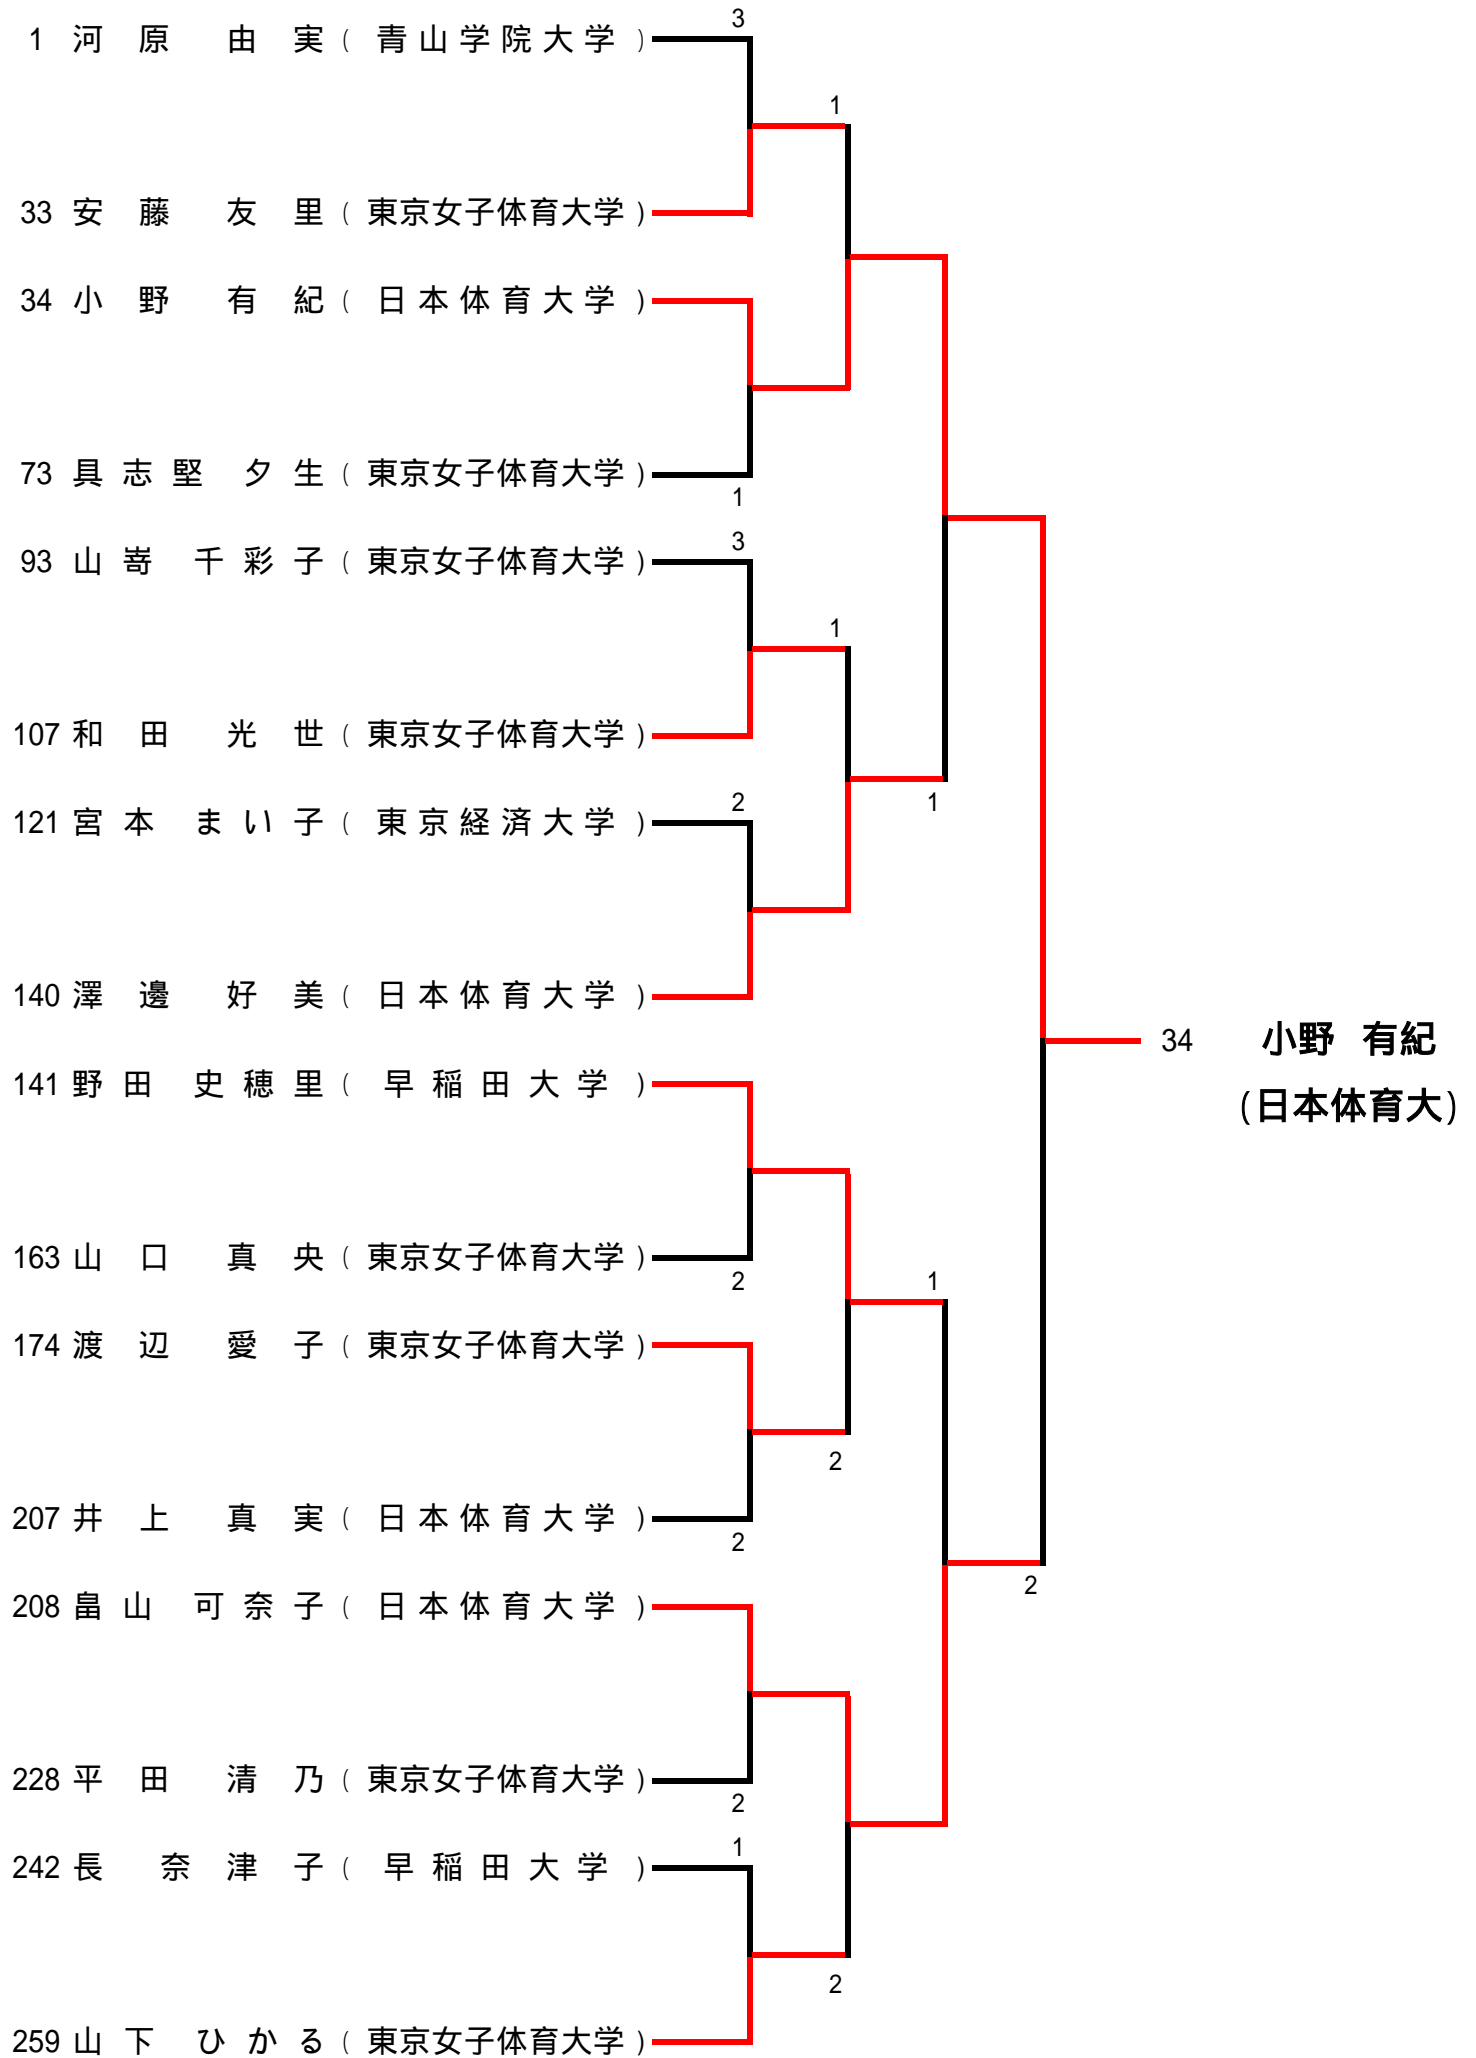 3
1 河原 由実 ( 青山学院大学 )
1
33 安藤 友里 ( 東京女子体育大学 )
34 小野 有紀 ( 日本体育大学 )
73 具志堅 夕生 ( 東京女子体育大学 )
1
3
93 山嵜 千彩子 ( 東京女子体育大学 )
1
107 和田 光世 ( 東京女子体育大学 )
2
1
121 宮本 まい子 ( 東京経済大学 )
140 澤邊 好美 ( 日本体育大学 )
34 小野 有紀
(日本体育大)
141 野田 史穂里 ( 早稲田大学 )
163 山口 真央 ( 東京女子体育大学 )
2
1
174 渡辺 愛子 ( 東京女子体育大学 )
2
207 井上 真実 ( 日本体育大学 )
2
2
208 畠山 可奈子 ( 日本体育大学 )
228 平田 清乃 ( 東京女子体育大学 )
2
1
242 長 奈津子 ( 早稲田大学 )
2
259 山下 ひかる ( 東京女子体育大学 )